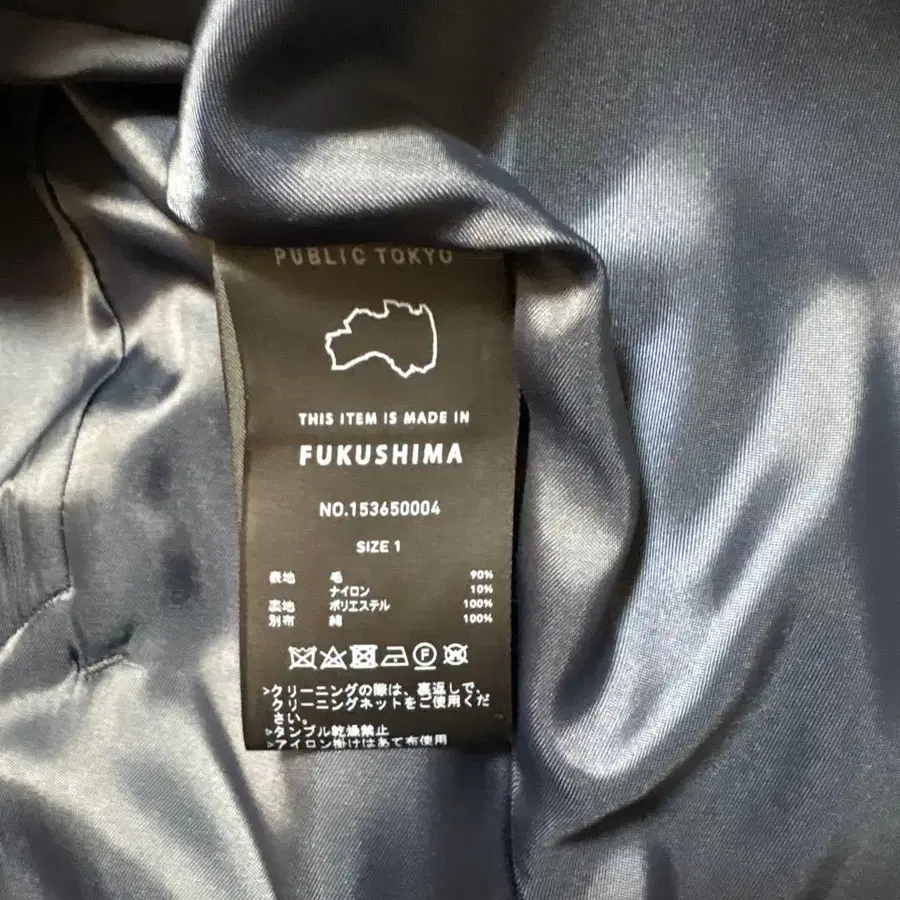 PUBLIC TOKYO
THIS ITEM IS MADE IN
FUKUSHIMA
NO.153650004
SIZE 1
表地 毛 90%
ナイロン 10%
裏地 ポリエステル 100%
別布 綿 100%
F W
>クリーニングの際は、裏返しで、
クリーニングネットをご使用くだ
さい。
>タンブル乾燥禁止
>アイロン掛けはあて布使用